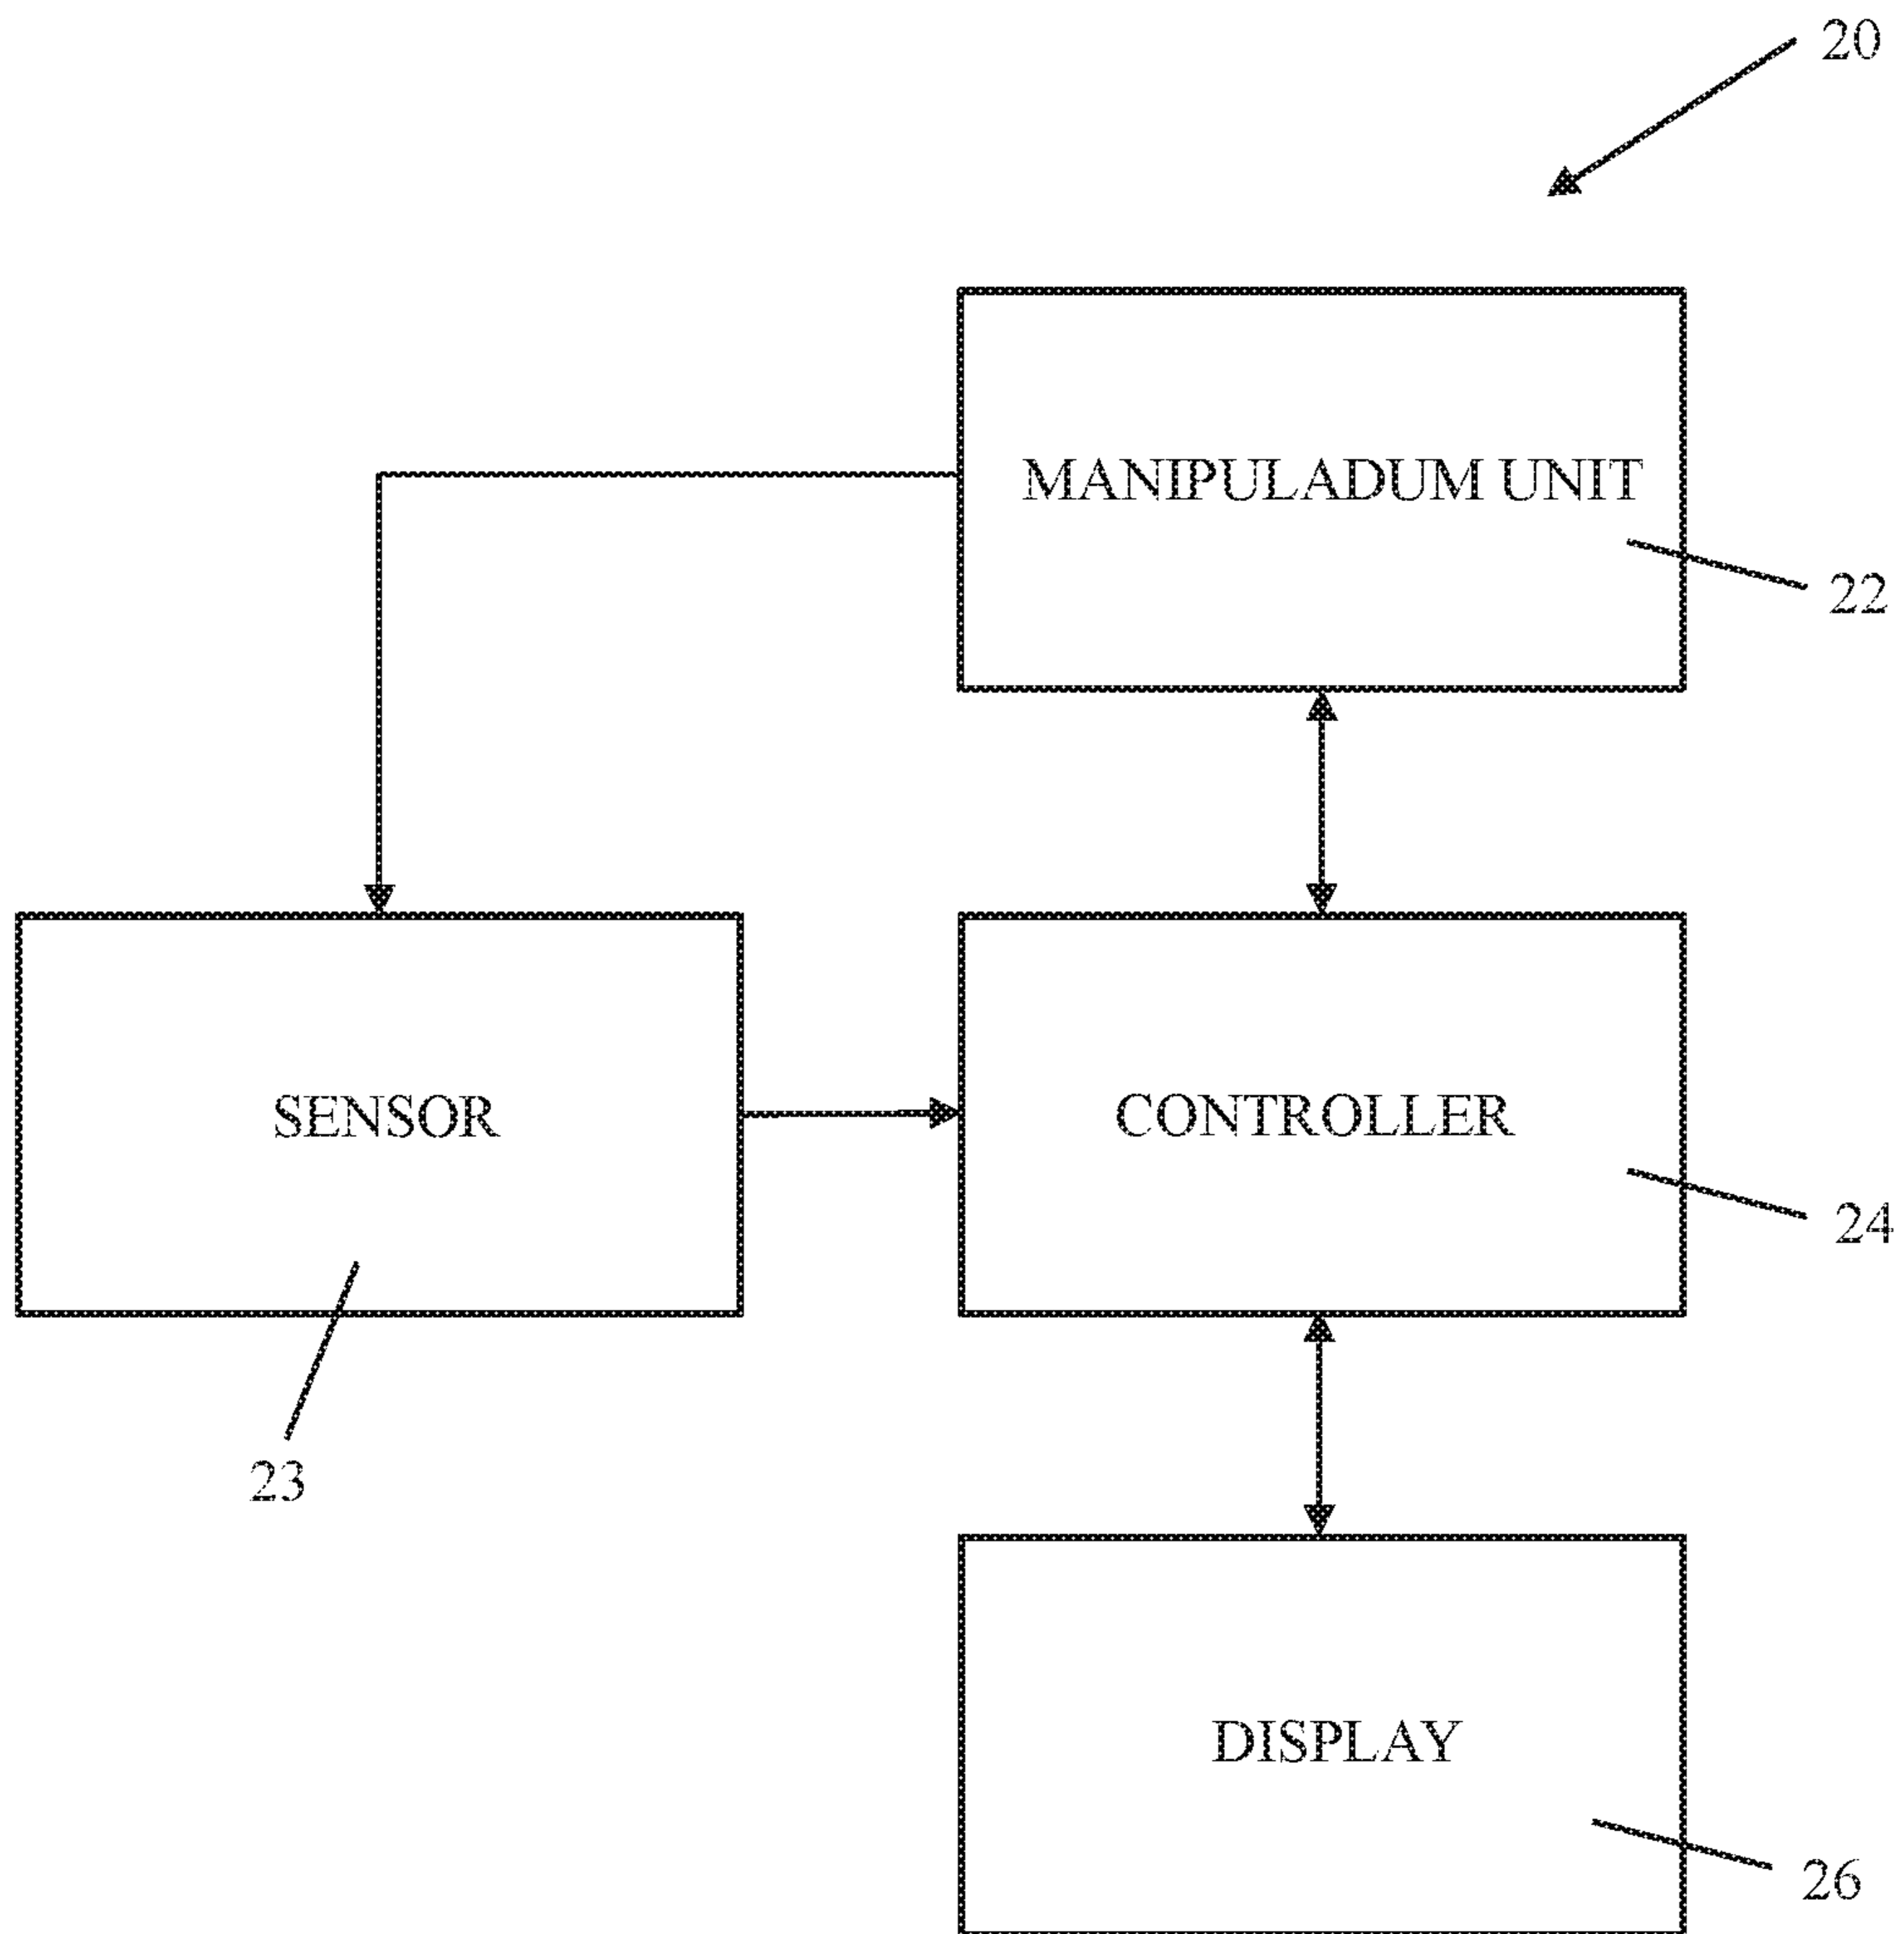 20
MANIPULADUM UNIT
22
SENSOR
CONTROLLER
24
23
DISPLAY
26